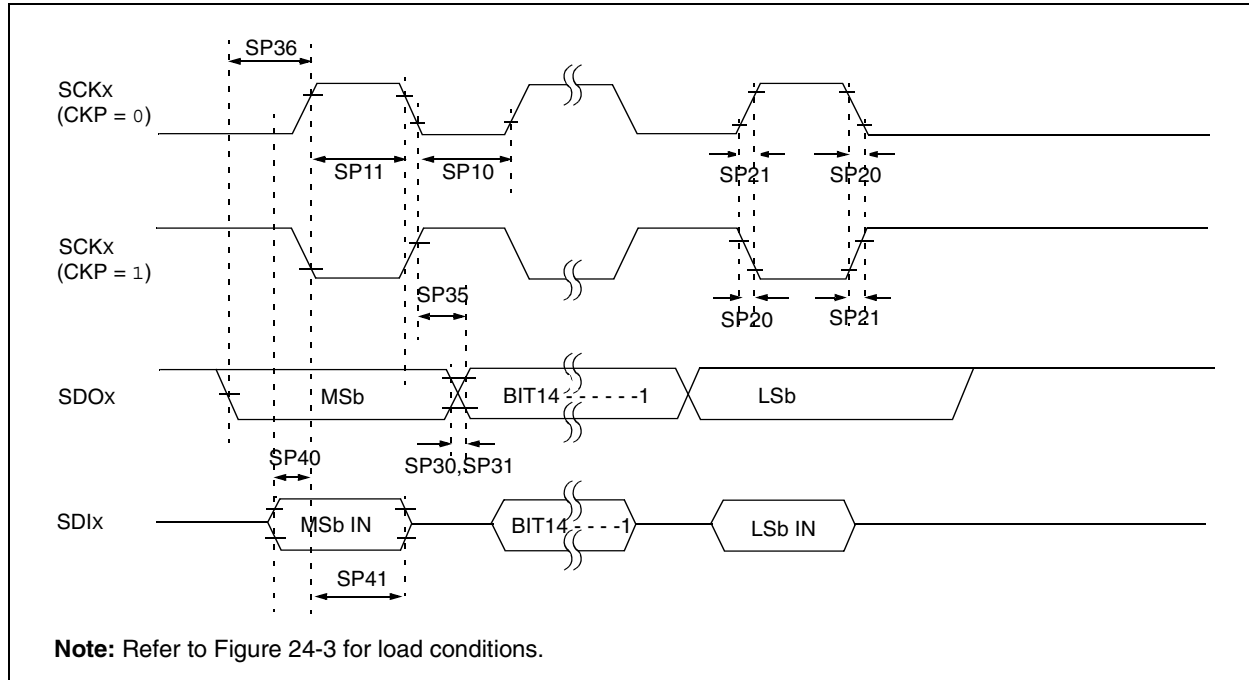 SP36
SCKx
(CKP = 0)
SP11
SP10
SP21
SP20
SCKx
(CKP = 1)
SP35
SP20
SP21
SDOx
MSb
BIT14 - - - - - -1
LSb
SP40
SP30,SP31
SDIx
MSb IN
BIT14 - - - -1
LSb IN
SP41
Note: Refer to Figure 24-3 for load conditions.